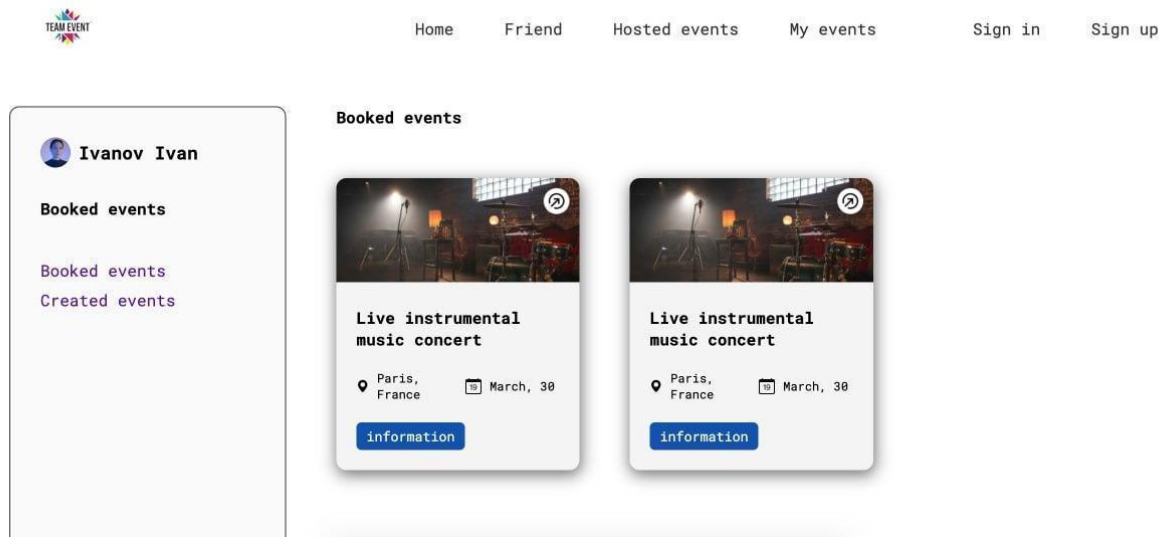 TEAM EVENT
Home Friend Hosted events My events Sign in Sign up
Ivanov Ivan
Booked events
Booked events
Created events
Booked events
Live instrumental
music concert
Paris,
France
19 March, 30
information
Live instrumental
music concert
Paris,
France
19 March, 30
information